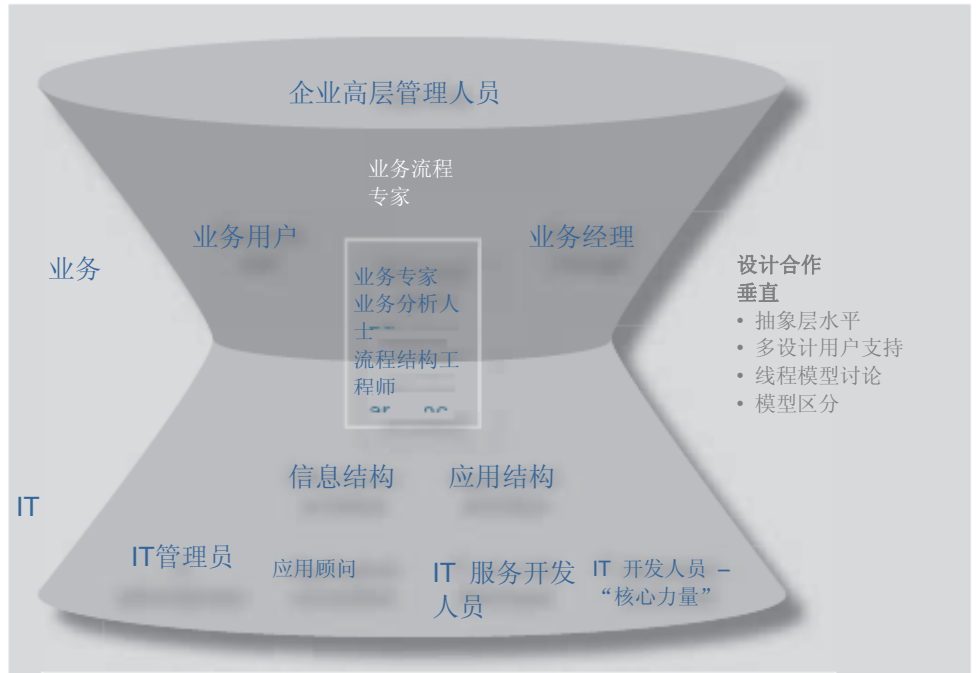 企业高层管理人员
业务流程
专家
业务用户
业务经理
业务
业务专家
业务分析人
士
流程结构工
程师
设计合作
垂直
• 抽象层水平
• 多设计用户支持
• 线程模型讨论
• 模型区分
信息结构
应用结构
IT
IT管理员
应用顾问
IT 服务开发
人员
IT 开发人员 –
“核心力量”